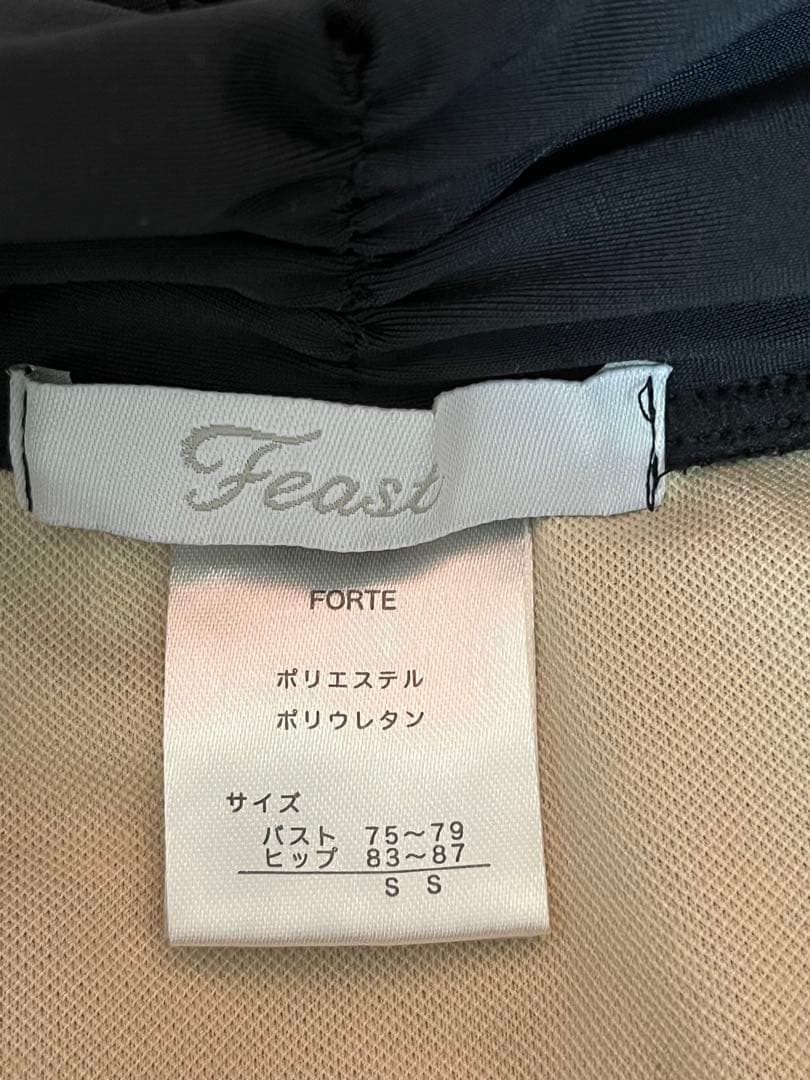 Feast
FORTE
ポリエステル
ポリウレタン
サイズ
バスト 75〜79
ヒップ 83〜87
S S